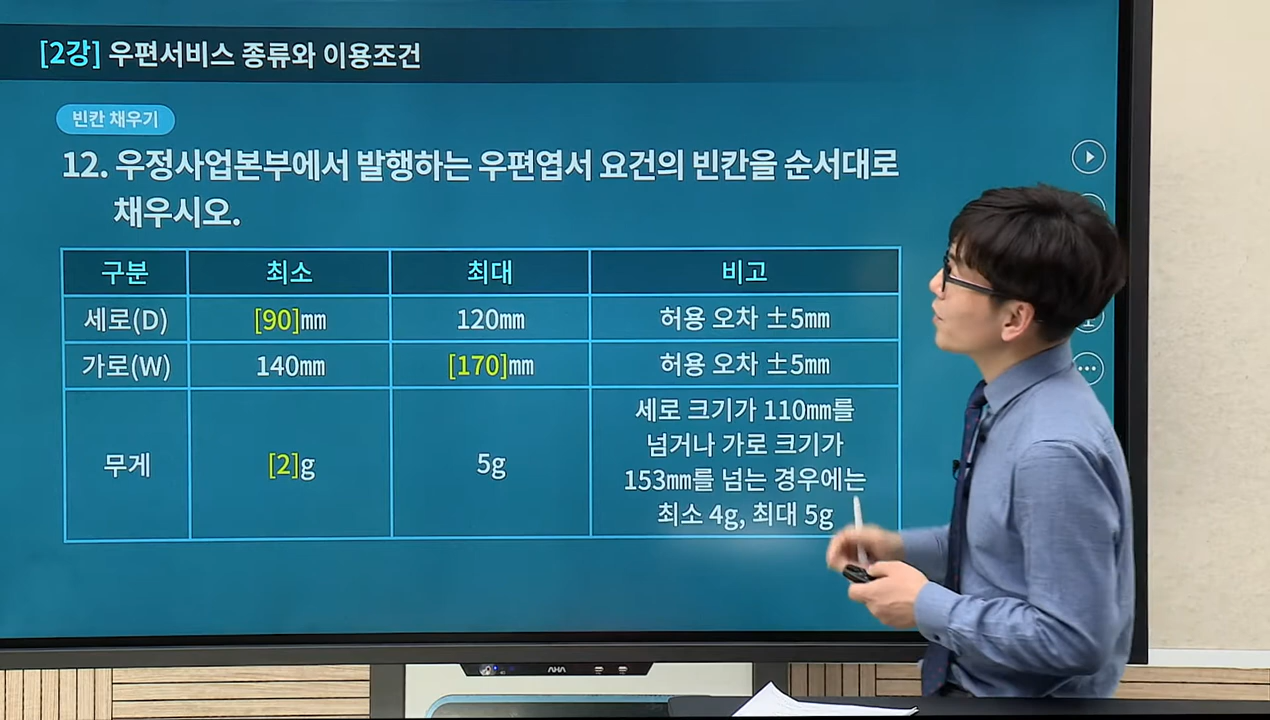 [2강] 우편서비스 종류와 이용조건
빈칸 채우기
12. 우정사업본부에서 발행하는 우편엽서 요건의 빈칸을 순서대로
채우시오.
구분 최소 최대 비고
세로(D) [90]㎜ 120㎜ 허용 오차 ±5㎜
가로(W) 140㎜ [170]㎜ 허용 오차 ±5㎜
무게 [2]g 5g 세로 크기가 110㎜를
넘거나 가로 크기가
153㎜를 넘는 경우에는
최소 4g, 최대 5g
AHA